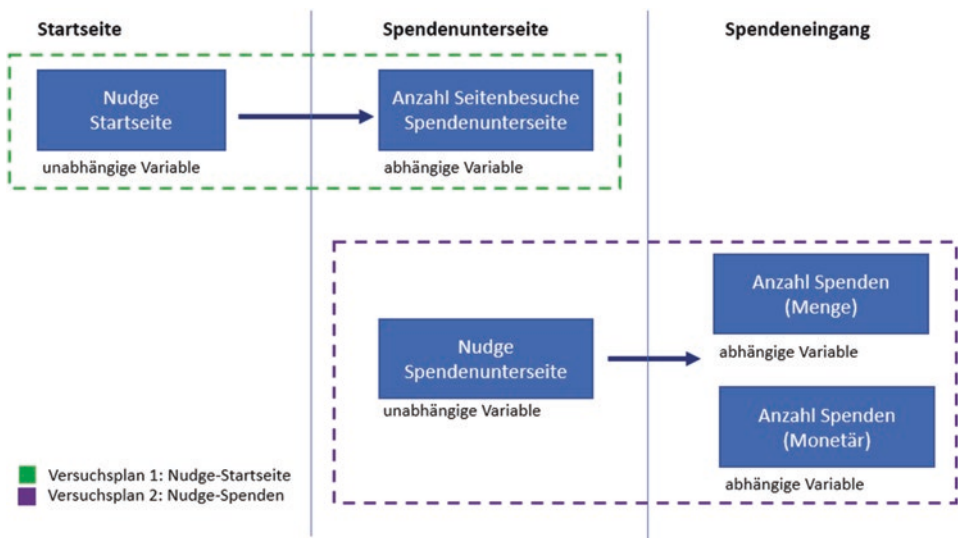 Startseite
Spendenunterseite
Spendeneingang
Nudge
Startseite
unabhängige Variable
Anzahl Seitenbesuche
Spendenunterseite
abhängige Variable
Nudge
Spendenunterseite
unabhängige Variable
Anzahl Spenden
(Menge)
abhängige Variable
Anzahl Spenden
(Monetär)
abhängige Variable
Versuchsplan 1: Nudge-Startseite
Versuchsplan 2: Nudge-Spenden